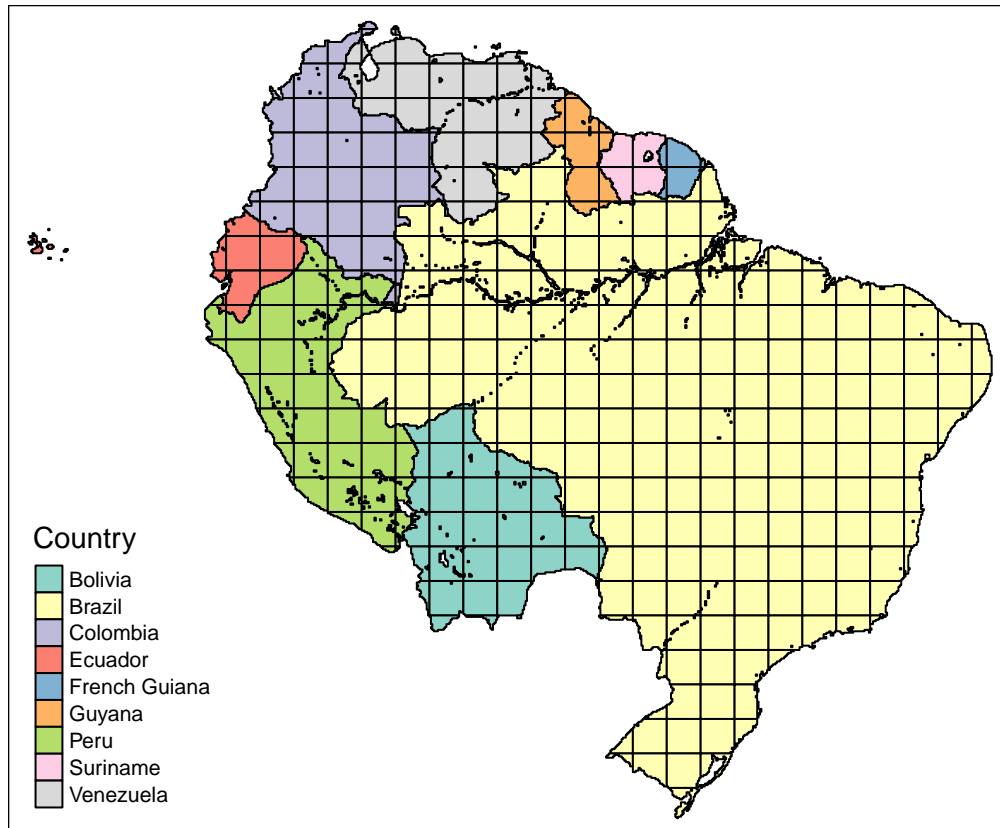 Country
Bolivia
Brazil
Colombia
Ecuador
French Guiana
Guyana
Peru
Suriname
Venezuela